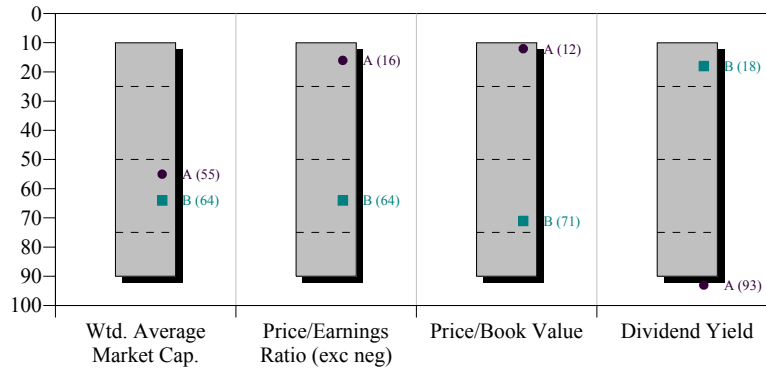 0
10
20
30
40
50
60
70
80
90
100
A (55)
B (64)
A (16)
B (64)
A (12)
B (71)
B (18)
A (93)
Wtd. Average
Market Cap.
Price/Earnings
Ratio (exc neg)
Price/Book Value
Dividend Yield